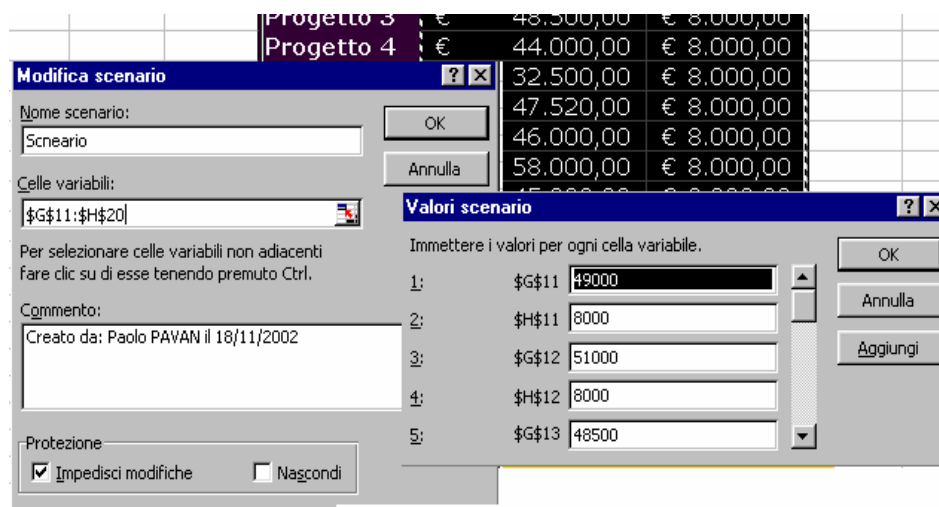 Progetto 3 € 48.500,00 € 8.000,00
Progetto 4 € 44.000,00 € 8.000,00
32.500,00 € 8.000,00
47.520,00 € 8.000,00
46.000,00 € 8.000,00
58.000,00 € 8.000,00
Modifica scenario
Nome scenario:
Scneario
OK
Annulla
Celle variabili:
$G$11:$H$20
Per selezionare celle variabili non adiacenti
fare clic su di esse tenendo premuto Ctrl.
Commento:
Creato da: Paolo PAVAN il 18/11/2002
Protezione
Impedisci modifiche Nascondi
Valori scenario
Immettere i valori per ogni cella variabile.
1: $G$11 49000
2: $H$11 8000
3: $G$12 51000
4: $H$12 8000
5: $G$13 48500
OK
Annulla
Aggiungi